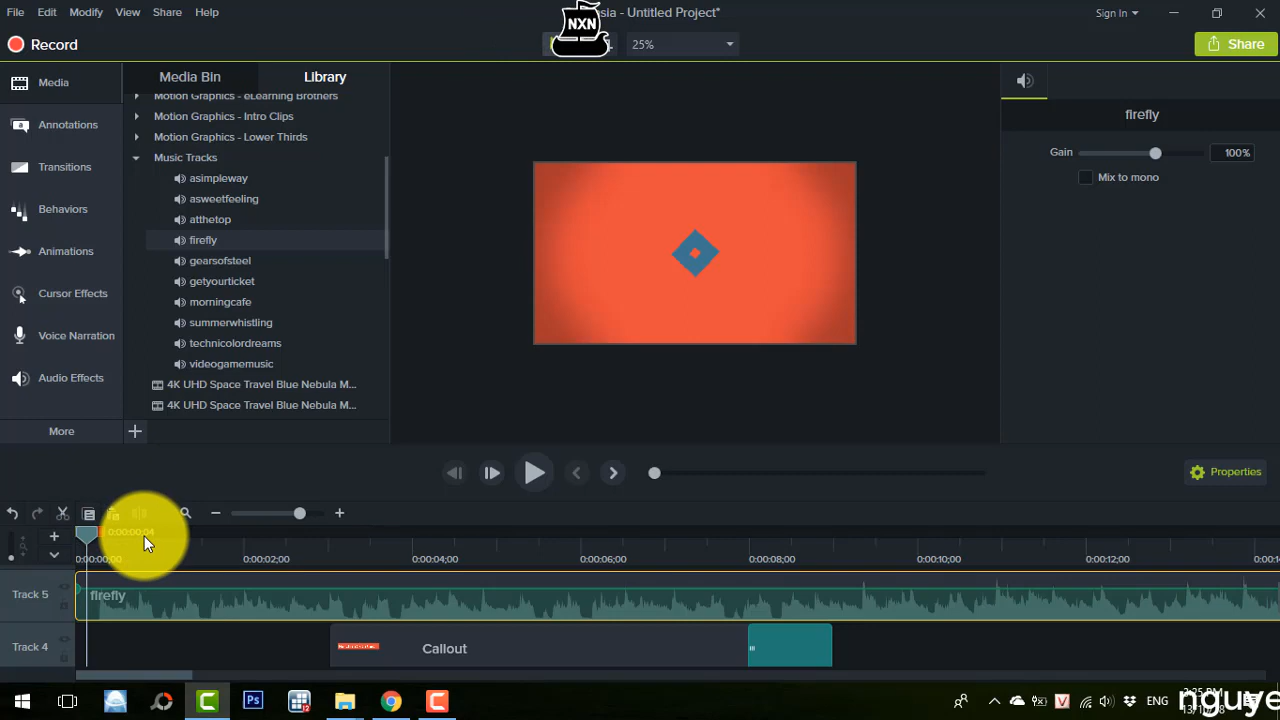 File Edit Modify View Share Help
NXN
sia - Untitled Project*
Sign In
Record
25%
Share
Media
Annotations
Transitions
Behaviors
Animations
Cursor Effects
Voice Narration
Audio Effects
More
Media Bin
Library
Motion Graphics - eLearning Brothers
Motion Graphics - Intro Clips
Motion Graphics - Lower Thirds
Music Tracks
asimpleway
asweetfeeling
atthetop
firefly
gearsofsteel
getyourticket
morningcafe
summerwhistling
technicolordreams
videogamemusic
4K UHD Space Travel Blue Nebula M...
4K UHD Space Travel Blue Nebula M...
firefly
Gain 100%
Mix to mono
Properties
0:00:00;04
0:00:00;00 0:00:02;00 0:00:04;00 0:00:06;00 0:00:08;00 0:00:10;00 0:00:12;00
Track 5
firefly
Track 4
Callout
Ps
V
ENG
nguye